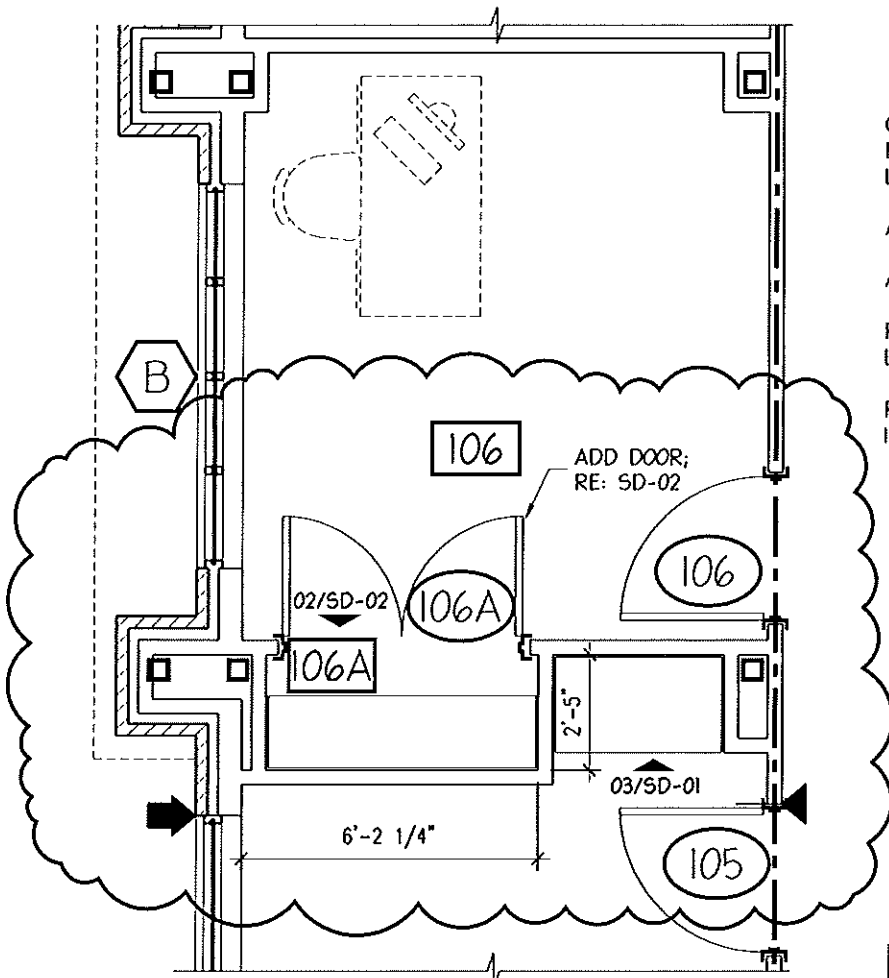 B
106
ADD DOOR;
RE: SD-02
106
02/SD-02
106A
106A
2'-5"
03/SD-01
6'-2 1/4"
105